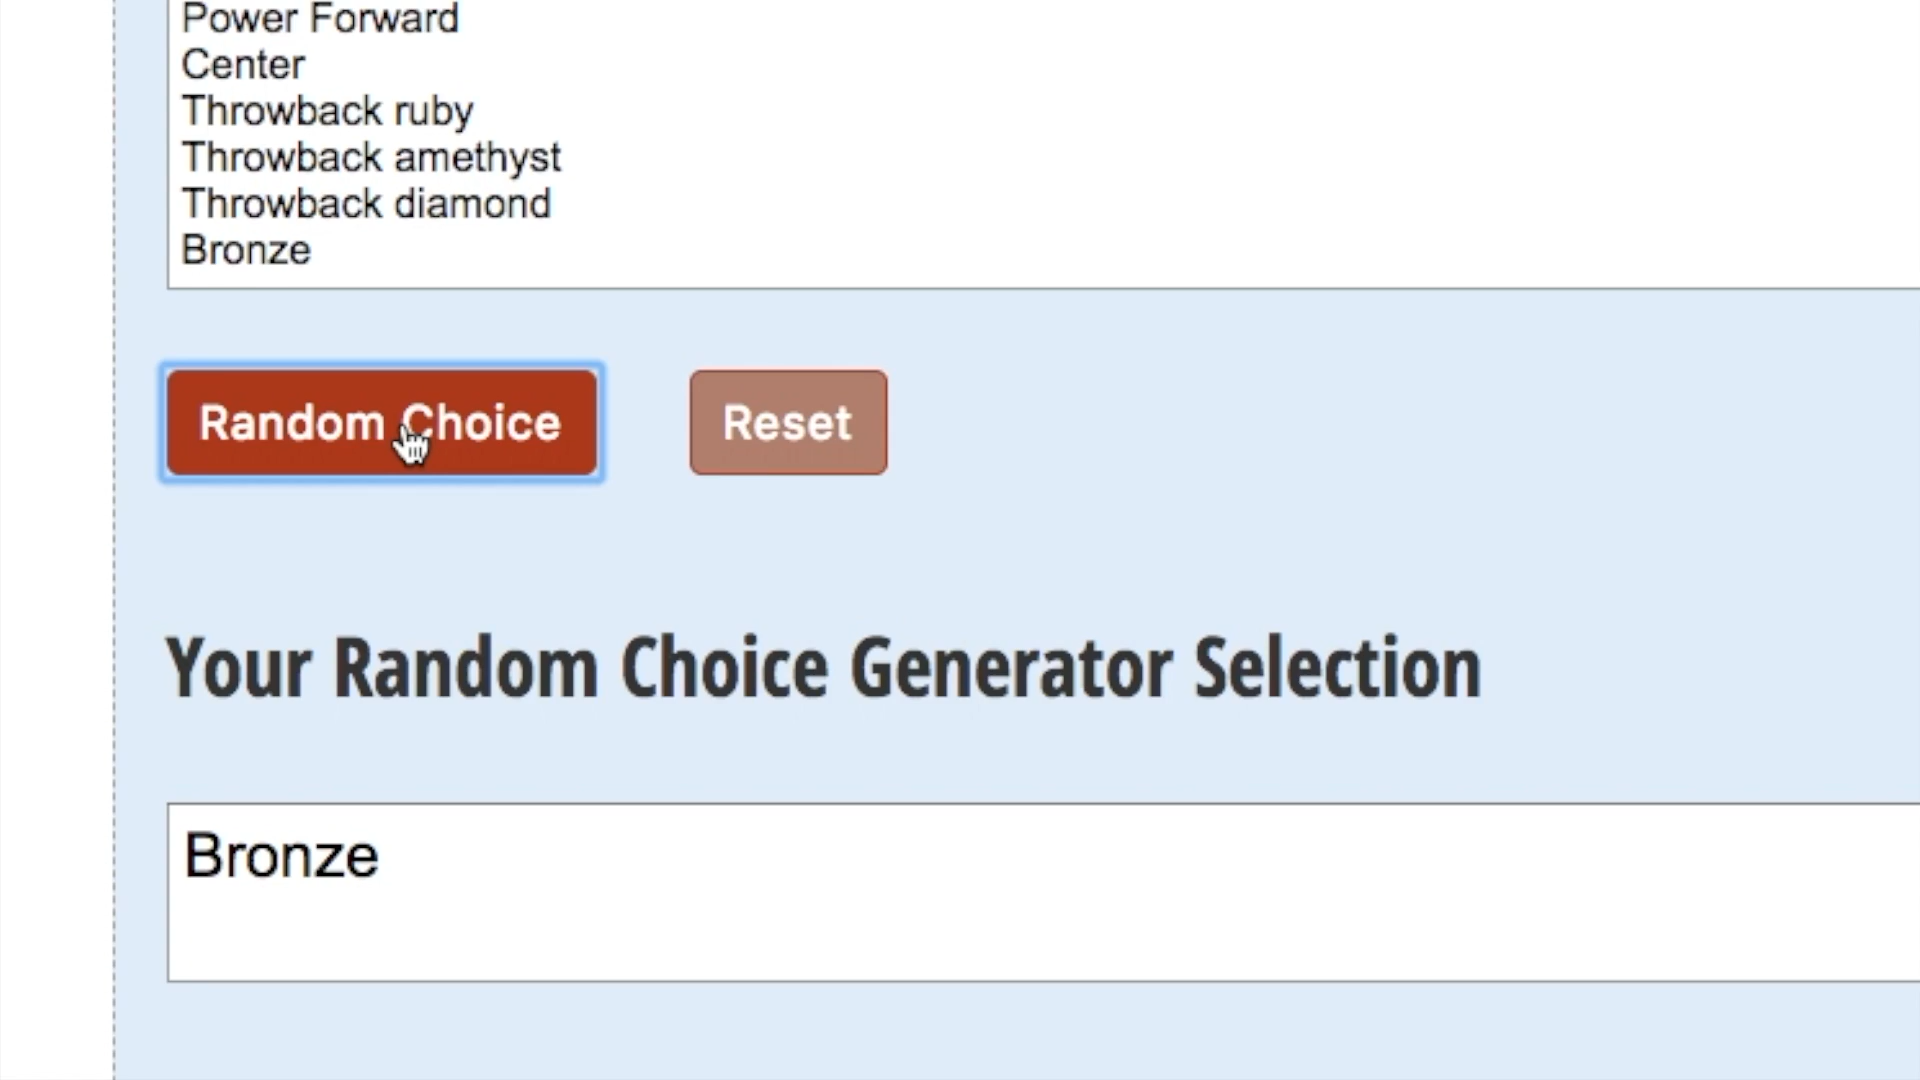 Power Forward
Center
Throwback ruby
Throwback amethyst
Throwback diamond
Bronze
Random Choice
Reset
Your Random Choice Generator Selection
Bronze